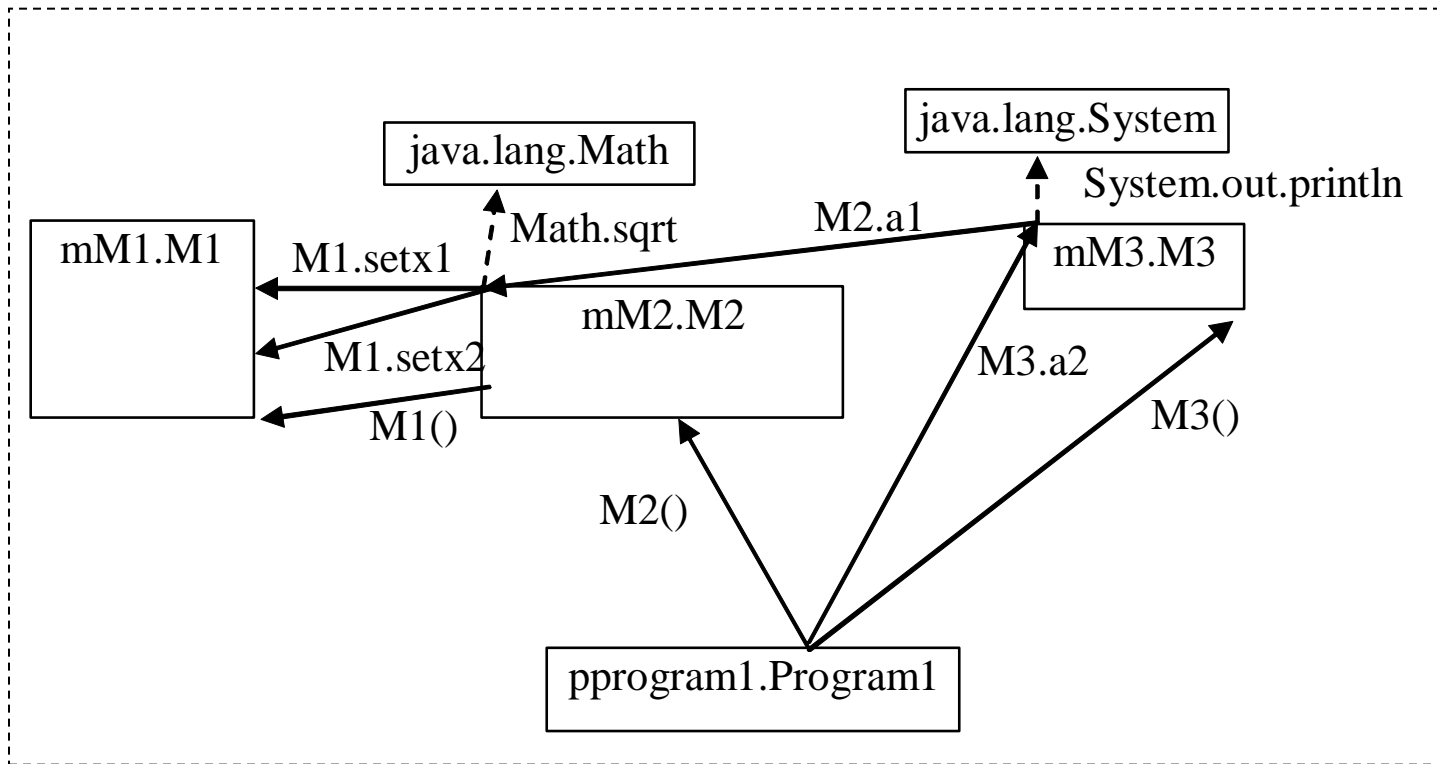 java.lang.System
java.lang.Math
System.out.println
M2.a1
Math.sqrt
mM1.M1
mM3.M3
M1.setx1
mM2.M2
M1.setx2
M3.a2
M1()
M3()
M2()
pprogram1.Program1